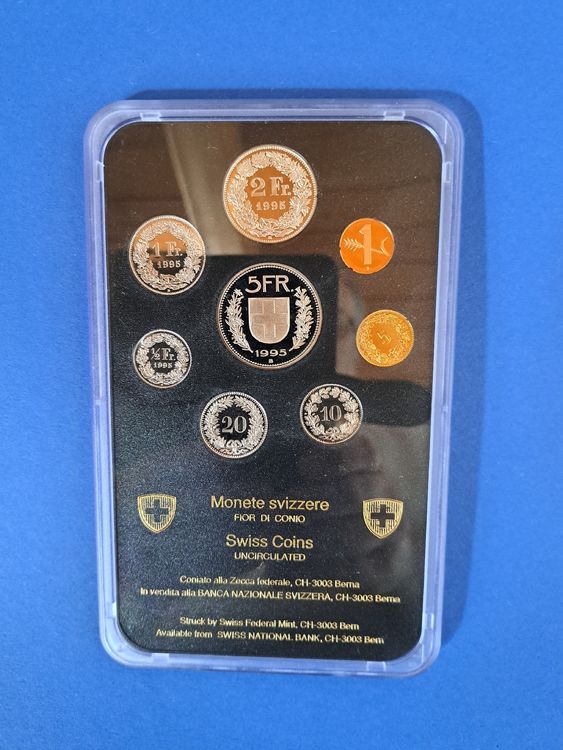 2 Fr.
1995
1 Fr.
1995
1
5FR.
1995
B
½ Fr.
1995
5
20
10
Monete svizzere
FIOR DI CONIO
Swiss Coins
UNCIRCULATED
Coniato alla Zecca federale, CH-3003 Berna
In vendita alla BANCA NAZIONALE SVIZZERA, CH-3003 Berna
Struck by Swiss Federal Mint, CH-3003 Bern
Available from SWISS NATIONAL BANK, CH-3003 Bern